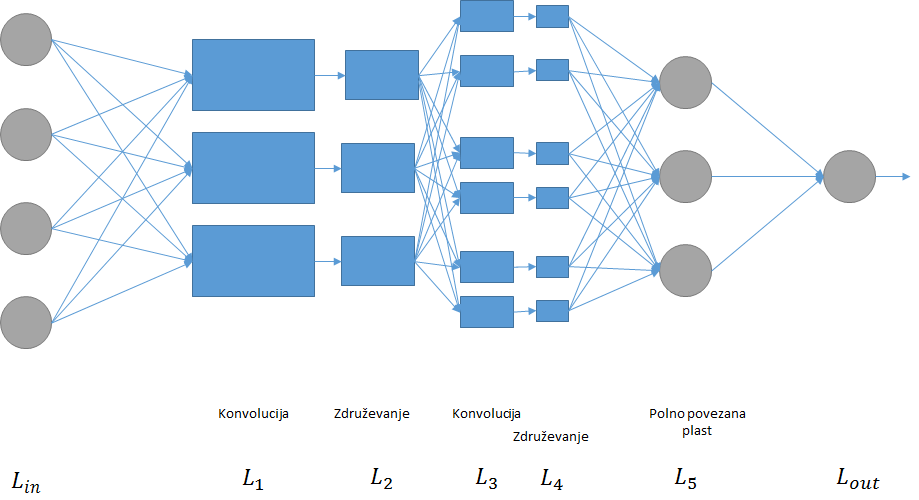 Konvolucija
Združevanje
Konvolucija
Združevanje
Polno povezana
plast
L_in
L_1
L_2
L_3
L_4
L_5
L_out